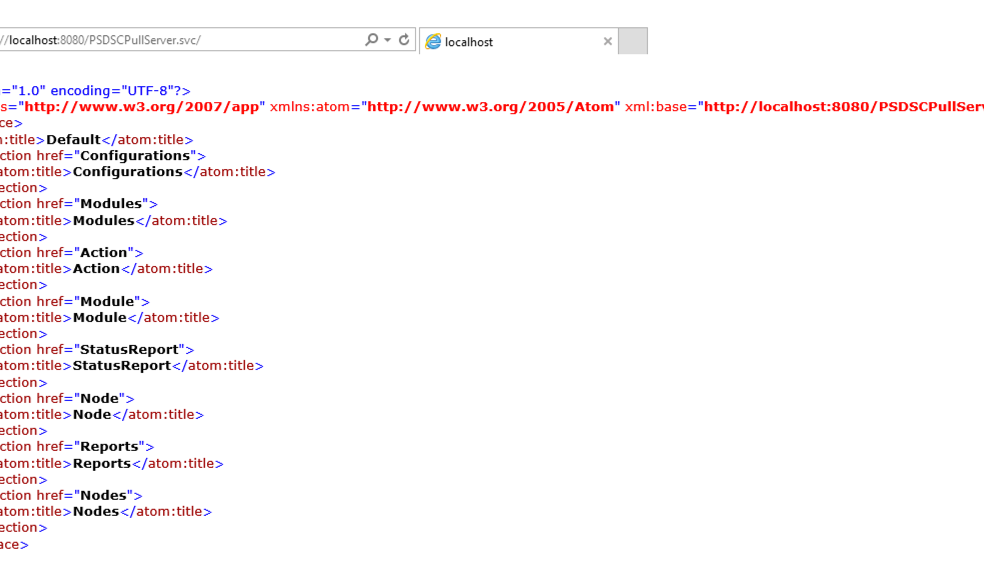 //localhost:8080/PSDSCPullServer.svc/
localhost
="1.0" encoding="UTF-8"?>
s="http://www.w3.org/2007/app" xmlns:atom="http://www.w3.org/2005/Atom" xml:base="http://localhost:8080/PSDSCPullSer
ce>
:title>Default</atom:title>
ction href="Configurations">
atom:title>Configurations</atom:title>
ection>
ction href="Modules">
atom:title>Modules</atom:title>
ection>
ction href="Action">
atom:title>Action</atom:title>
ection>
ction href="Module">
atom:title>Module</atom:title>
ection>
ction href="StatusReport">
atom:title>StatusReport</atom:title>
ection>
ction href="Node">
atom:title>Node</atom:title>
ection>
ction href="Reports">
atom:title>Reports</atom:title>
ection>
ction href="Nodes">
atom:title>Nodes</atom:title>
ection>
ace>